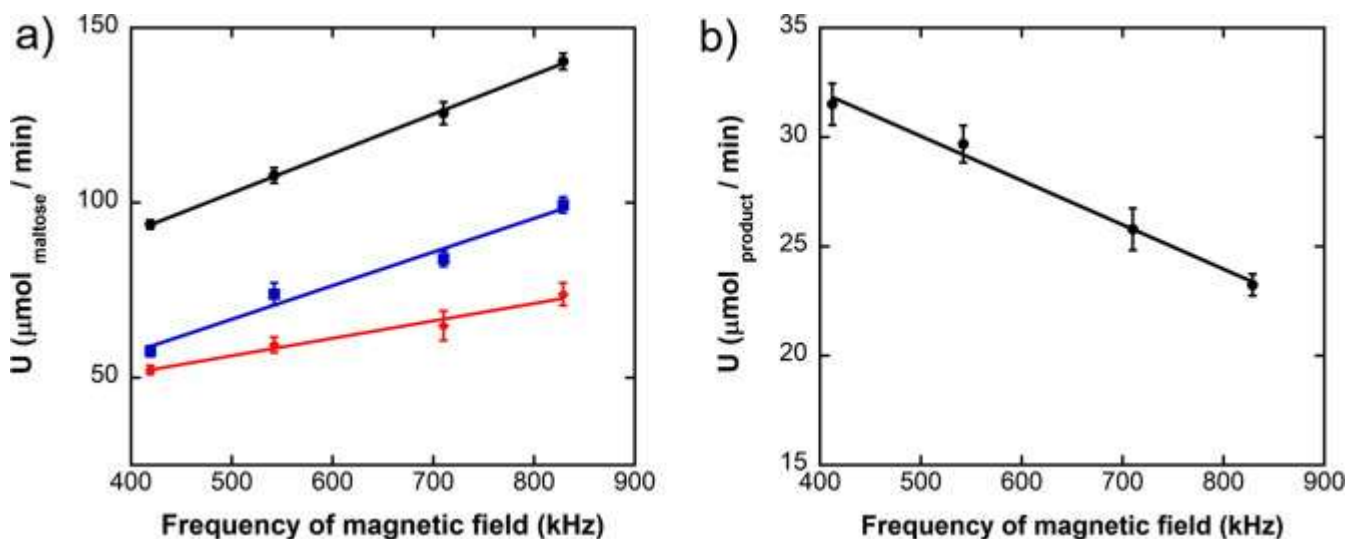 a)
U (μmol maltose / min)
150
100
50
400 500 600 700 800 900
Frequency of magnetic field (kHz)
b)
U (μmol product / min)
35
30
25
20
15
400 500 600 700 800 900
Frequency of magnetic field (kHz)